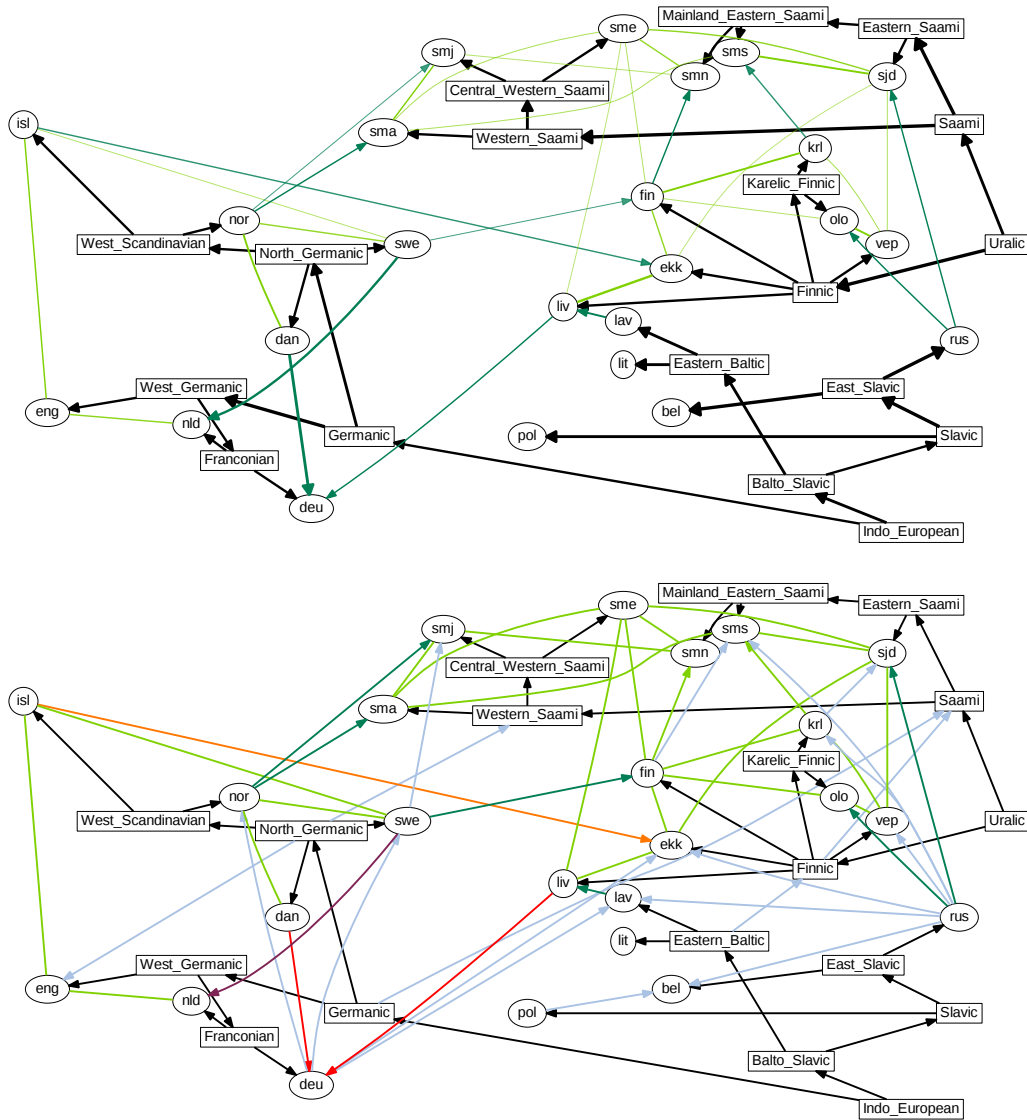 Mainland_Eastern_Saami
sme
Eastern_Saami
smj
sms
smn
sjd
Central_Western_Saami
isl
sma
Western_Saami
Saami
krl
Karelic_Finnic
fin
nor
olo
West_Scandinavian
swe
vep
Uralic
North_Germanic
ekk
Finnic
liv
lav
dan
rus
lit
Eastern_Baltic
West_Germanic
East_Slavic
eng
bel
nld
Germanic
pol
Slavic
Franconian
Balto_Slavic
deu
Indo_European
Mainland_Eastern_Saami
sme
Eastern_Saami
smj
sms
smn
sjd
Central_Western_Saami
isl
sma
Western_Saami
Saami
krl
Karelic_Finnic
fin
nor
olo
West_Scandinavian
swe
vep
Uralic
North_Germanic
ekk
Finnic
liv
lav
dan
rus
lit
Eastern_Baltic
West_Germanic
East_Slavic
eng
bel
nld
Germanic
pol
Slavic
Franconian
Balto_Slavic
deu
Indo_European